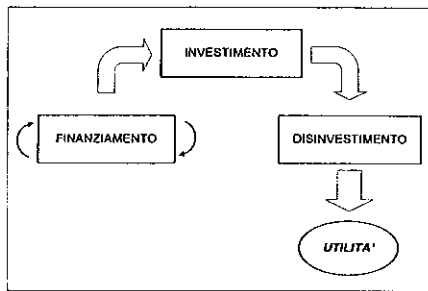 INVESTIMENTO
FINANZIAMENTO
DISINVESTIMENTO
UTILITA'